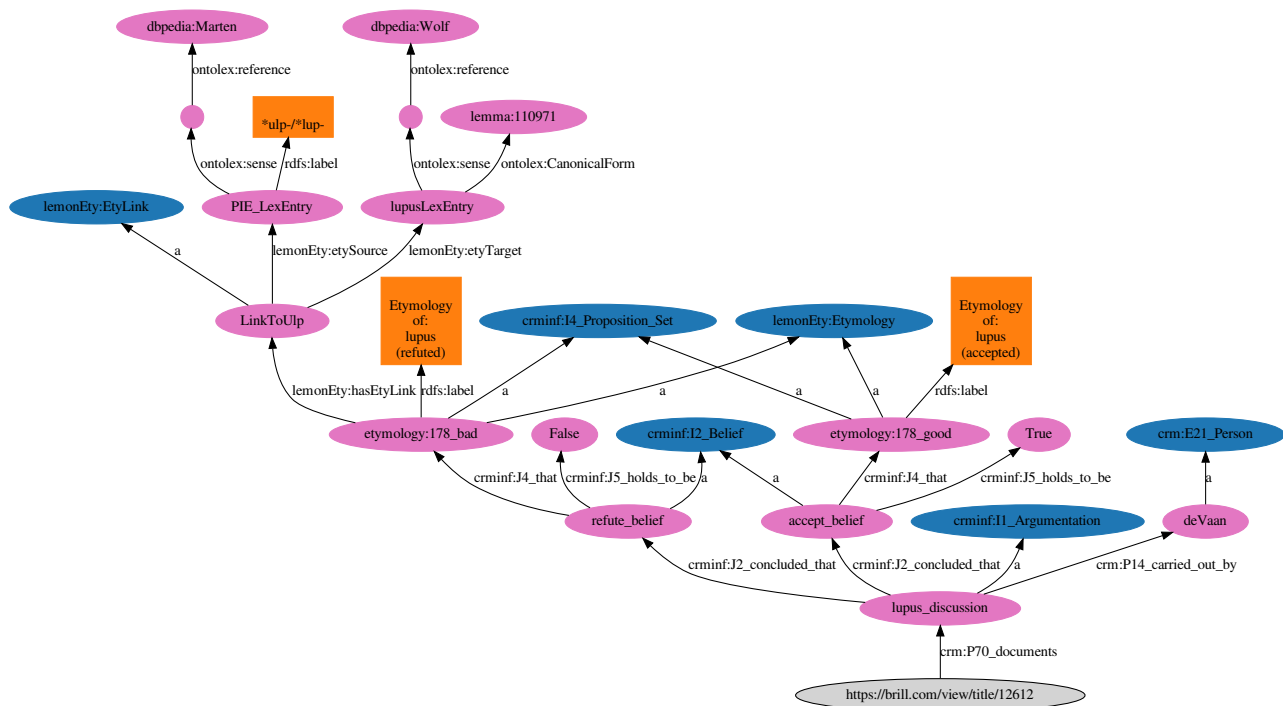 dbpedia:Marten
dbpedia:Wolf
ontolex:reference
ontolex:reference
*ulp-/*lup-
lemma:110971
ontolex:sense
rdfs:label
ontolex:sense
ontolex:CanonicalForm
lemonEty:EtyLink
PIE_LexEntry
lupusLexEntry
a
lemonEty:etySource
lemonEty:etyTarget
LinkToUlp
Etymology
of:
lupus
(refuted)
crminf:I4_Proposition_Set
lemonEty:Etymology
Etymology
of:
lupus
(accepted)
lemonEty:hasEtyLink
rdfs:label
a
a
a
a
rdfs:label
etymology:178_bad
False
crminf:I2_Belief
etymology:178_good
True
crm:E21_Person
crminf:J4_that
crminf:J5_holds_to_be
a
a
crminf:J4_that
crminf:J5_holds_to_be
a
refute_belief
accept_belief
crminf:I1_Argumentation
deVaan
crminf:J2_concluded_that
crminf:J2_concluded_that
a
crm:P14_carried_out_by
lupus_discussion
crm:P70_documents
https://brill.com/view/title/12612